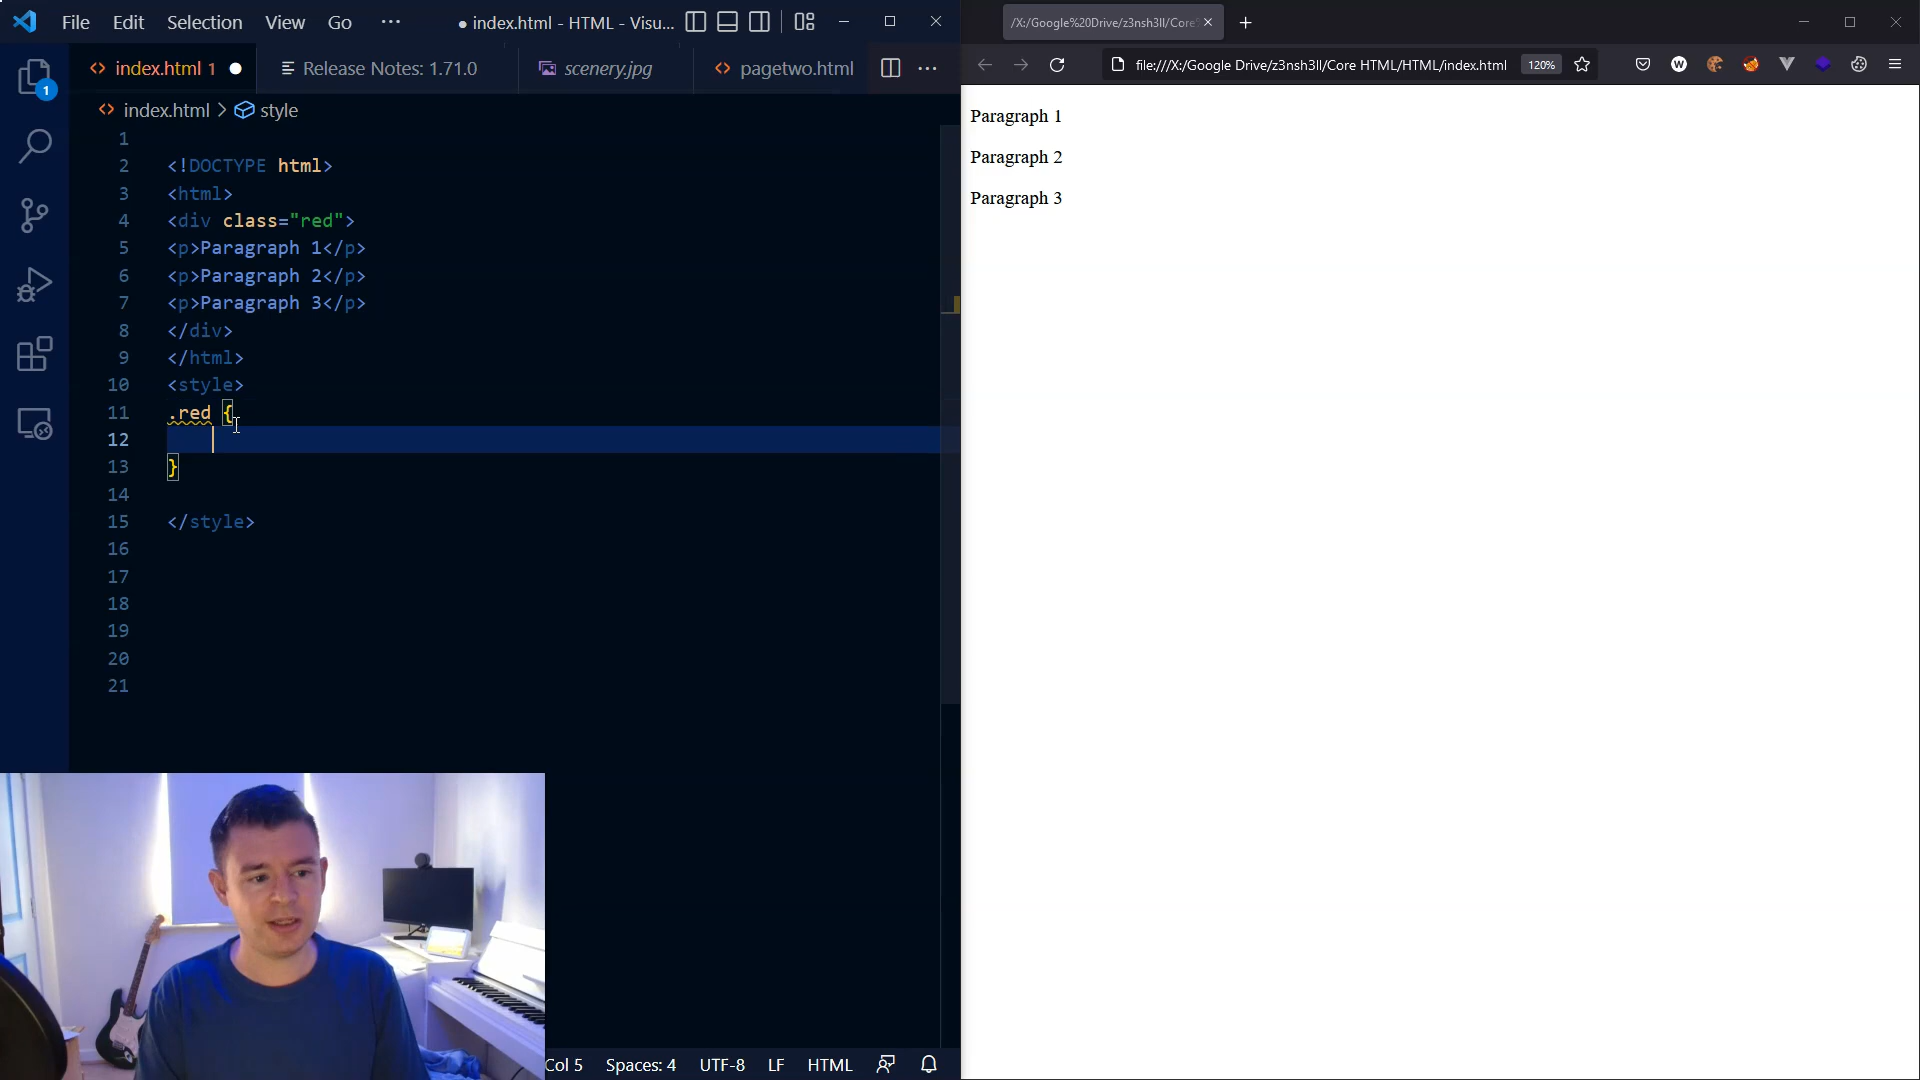 File Edit Selection View Go ··· ● index.html - HTML - Visu...
index.html 1 ● Release Notes: 1.71.0 scenery.jpg pagetwo.html ···
1
index.html > style
1
2 <!DOCTYPE html>
3 <html>
4 <div class="red">
5 <p>Paragraph 1</p>
6 <p>Paragraph 2</p>
7 <p>Paragraph 3</p>
8 </div>
9 </html>
10 <style>
11 .red {
12
13 }
14
15 </style>
16
17
18
19
20
21
Col 5 Spaces: 4 UTF-8 LF HTML
/X:/Google%20Drive/z3nsh3ll/Core%
file:///X:/Google Drive/z3nsh3ll/Core HTML/HTML/index.html 120%
Paragraph 1
Paragraph 2
Paragraph 3